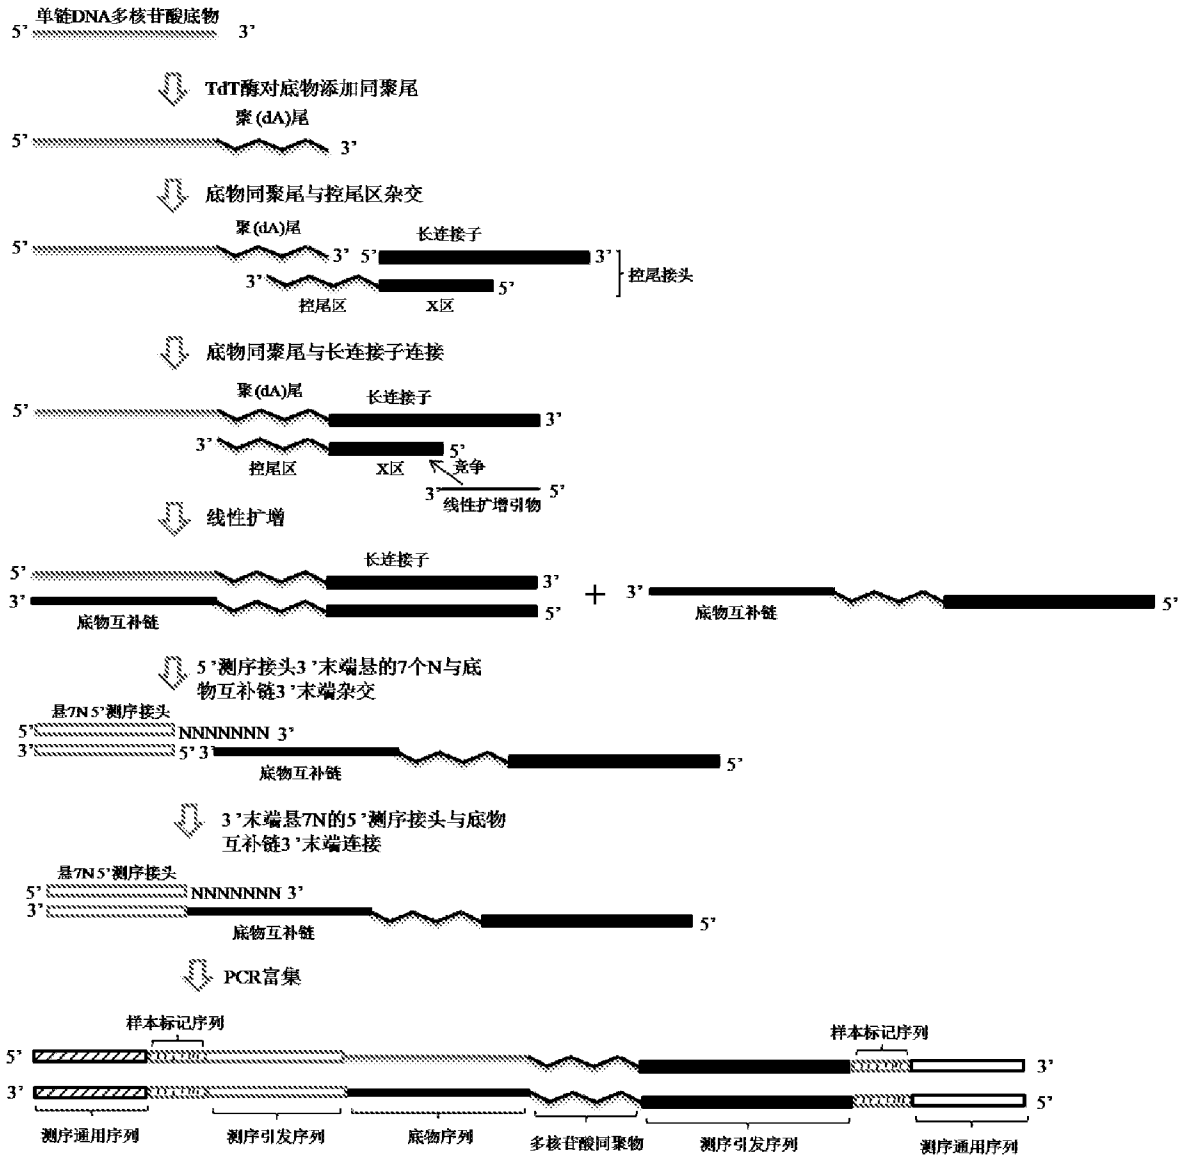 单链DNA多核苷酸底物
5’ 3’
TdT酶对底物添加同聚尾
聚(dA)尾
5’ 3’
底物同聚尾与控尾区杂交
聚(dA)尾 长连接子
5’ 3’ 5’ 3’
控尾接头
3’ 5’
控尾区 X区
底物同聚尾与长连接子连接
聚(dA)尾 长连接子
5’ 3’
3’ 5’
控尾区 X区 竞争
3’ 5’
线性扩增引物
线性扩增
长连接子
5’ 3’
3’ 5’ + 3’ 5’
底物互补链 底物互补链
5’测序接头3’末端悬的7个N与底
物互补链3’末端杂交
悬7N 5’测序接头
5’ NNNNNNN 3’
3’ 5’ 3’ 5’
底物互补链
3’末端悬7N的5’测序接头与底物
互补链3’末端连接
悬7N 5’测序接头
5’ NNNNNNN 3’
3’ 5’
底物互补链
PCR富集
样本标记序列 样本标记序列
5’ 3’
3’ 5’
测序通用序列 测序引发序列 底物序列 多核苷酸同聚物 测序引发序列 测序通用序列